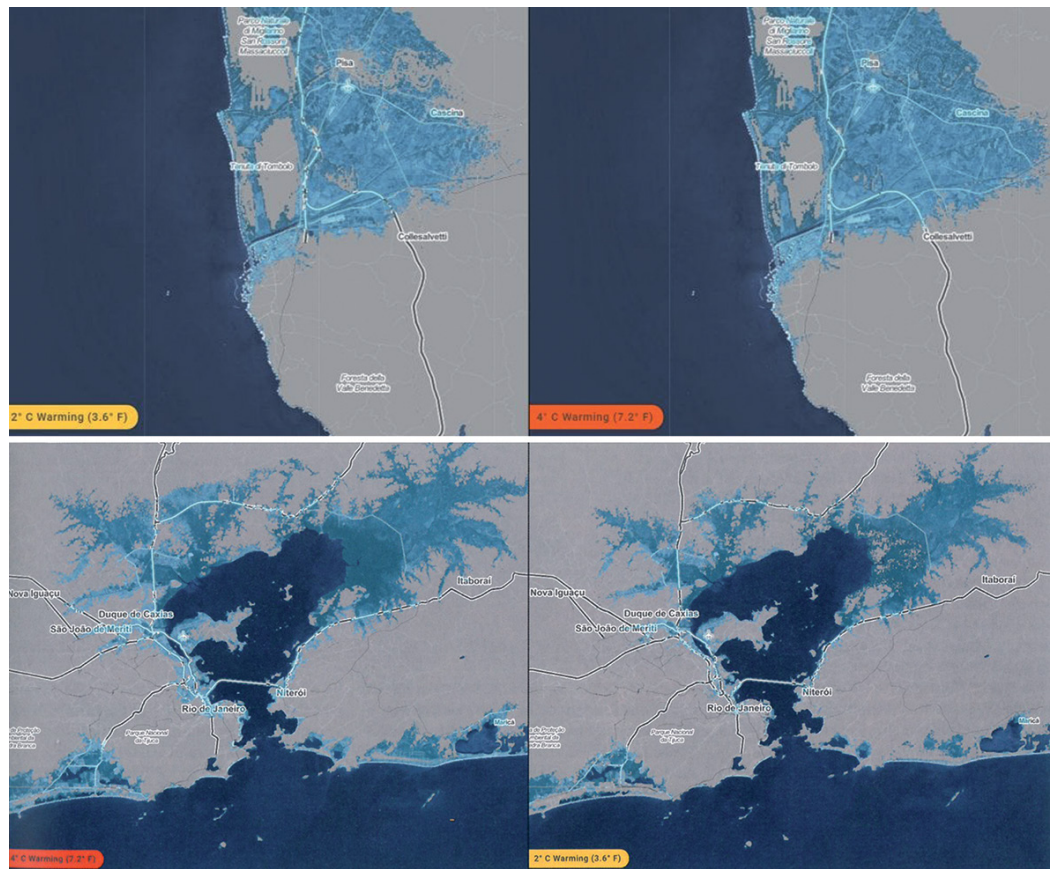 Parco Naturale
di Migliarino
San Rossore
Massaciuccoli
Pisa
Cascina
Tenuta di Tombolo
Collesalvetti
Foresta della
Valle Benedetta
2° C Warming (3.6° F)
Parco Naturale
di Migliarino
San Rossore
Massaciuccoli
Pisa
Cascina
Tenuta di Tombolo
Collesalvetti
Foresta della
Valle Benedetta
4° C Warming (7.2° F)
Nova Iguaçu
Duque de Caxias
São João de Meriti
Itaboraí
Niterói
Rio de Janeiro
Parque Nacional
da Tijuca
Maricá
4° C Warming (7.2° F)
Nova Iguaçu
Duque de Caxias
São João de Meriti
Itaboraí
Niterói
Rio de Janeiro
Parque Nacional
da Tijuca
Maricá
2° C Warming (3.6° F)